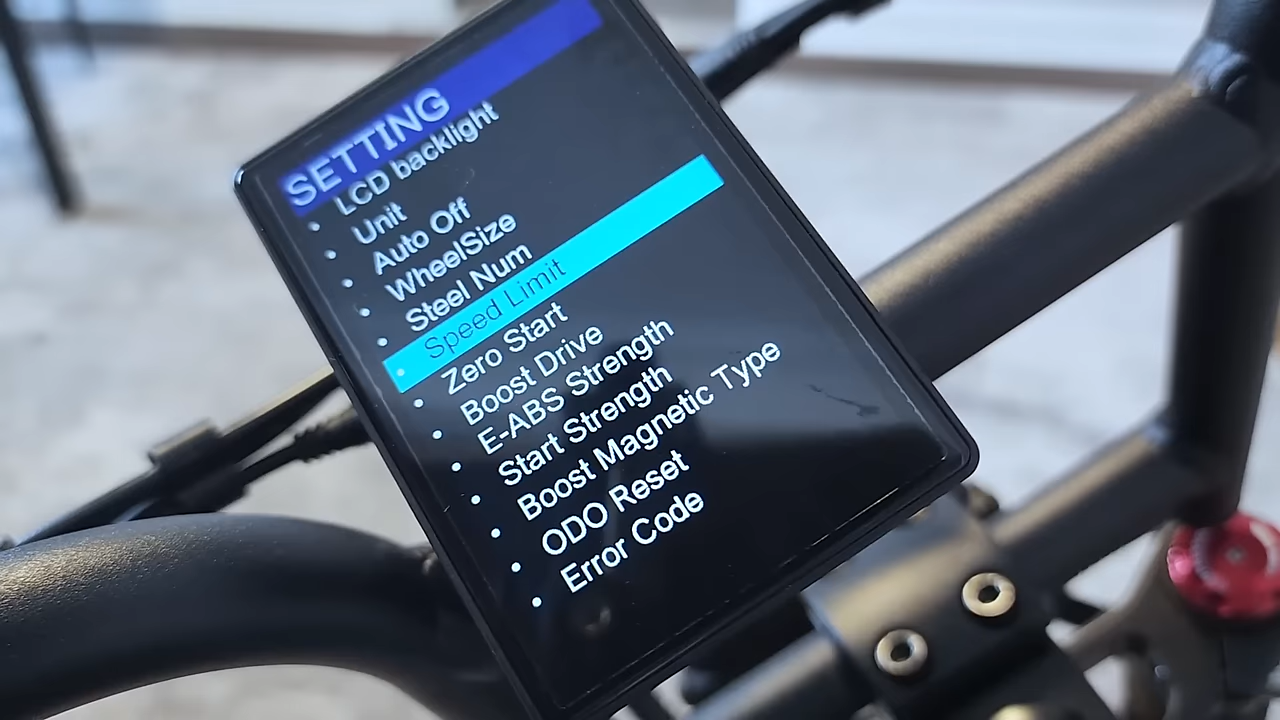 SETTING
LCD backlight
Unit
Auto Off
WheelSize
Steel Num
Speed Limit
Zero Start
Boost Drive
E-ABS Strength
Start Strength
Boost Magnetic Type
ODO Reset
Error Code